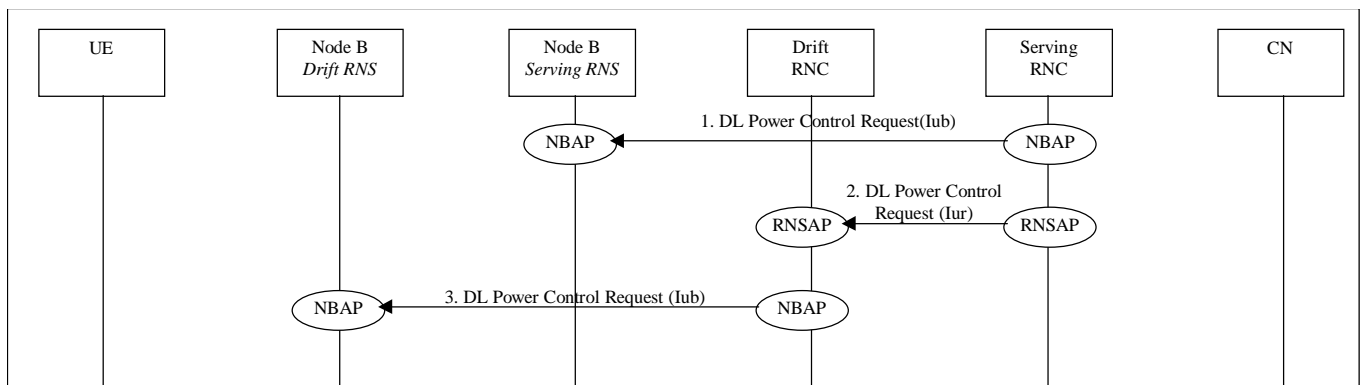 UE
Node B
Drift RNS
Node B
Serving RNS
Drift
RNC
Serving
RNC
CN
1. DL Power Control Request(Iub)
NBAP
NBAP
2. DL Power Control
Request (Iur)
RNSAP
RNSAP
3. DL Power Control Request (Iub)
NBAP
NBAP